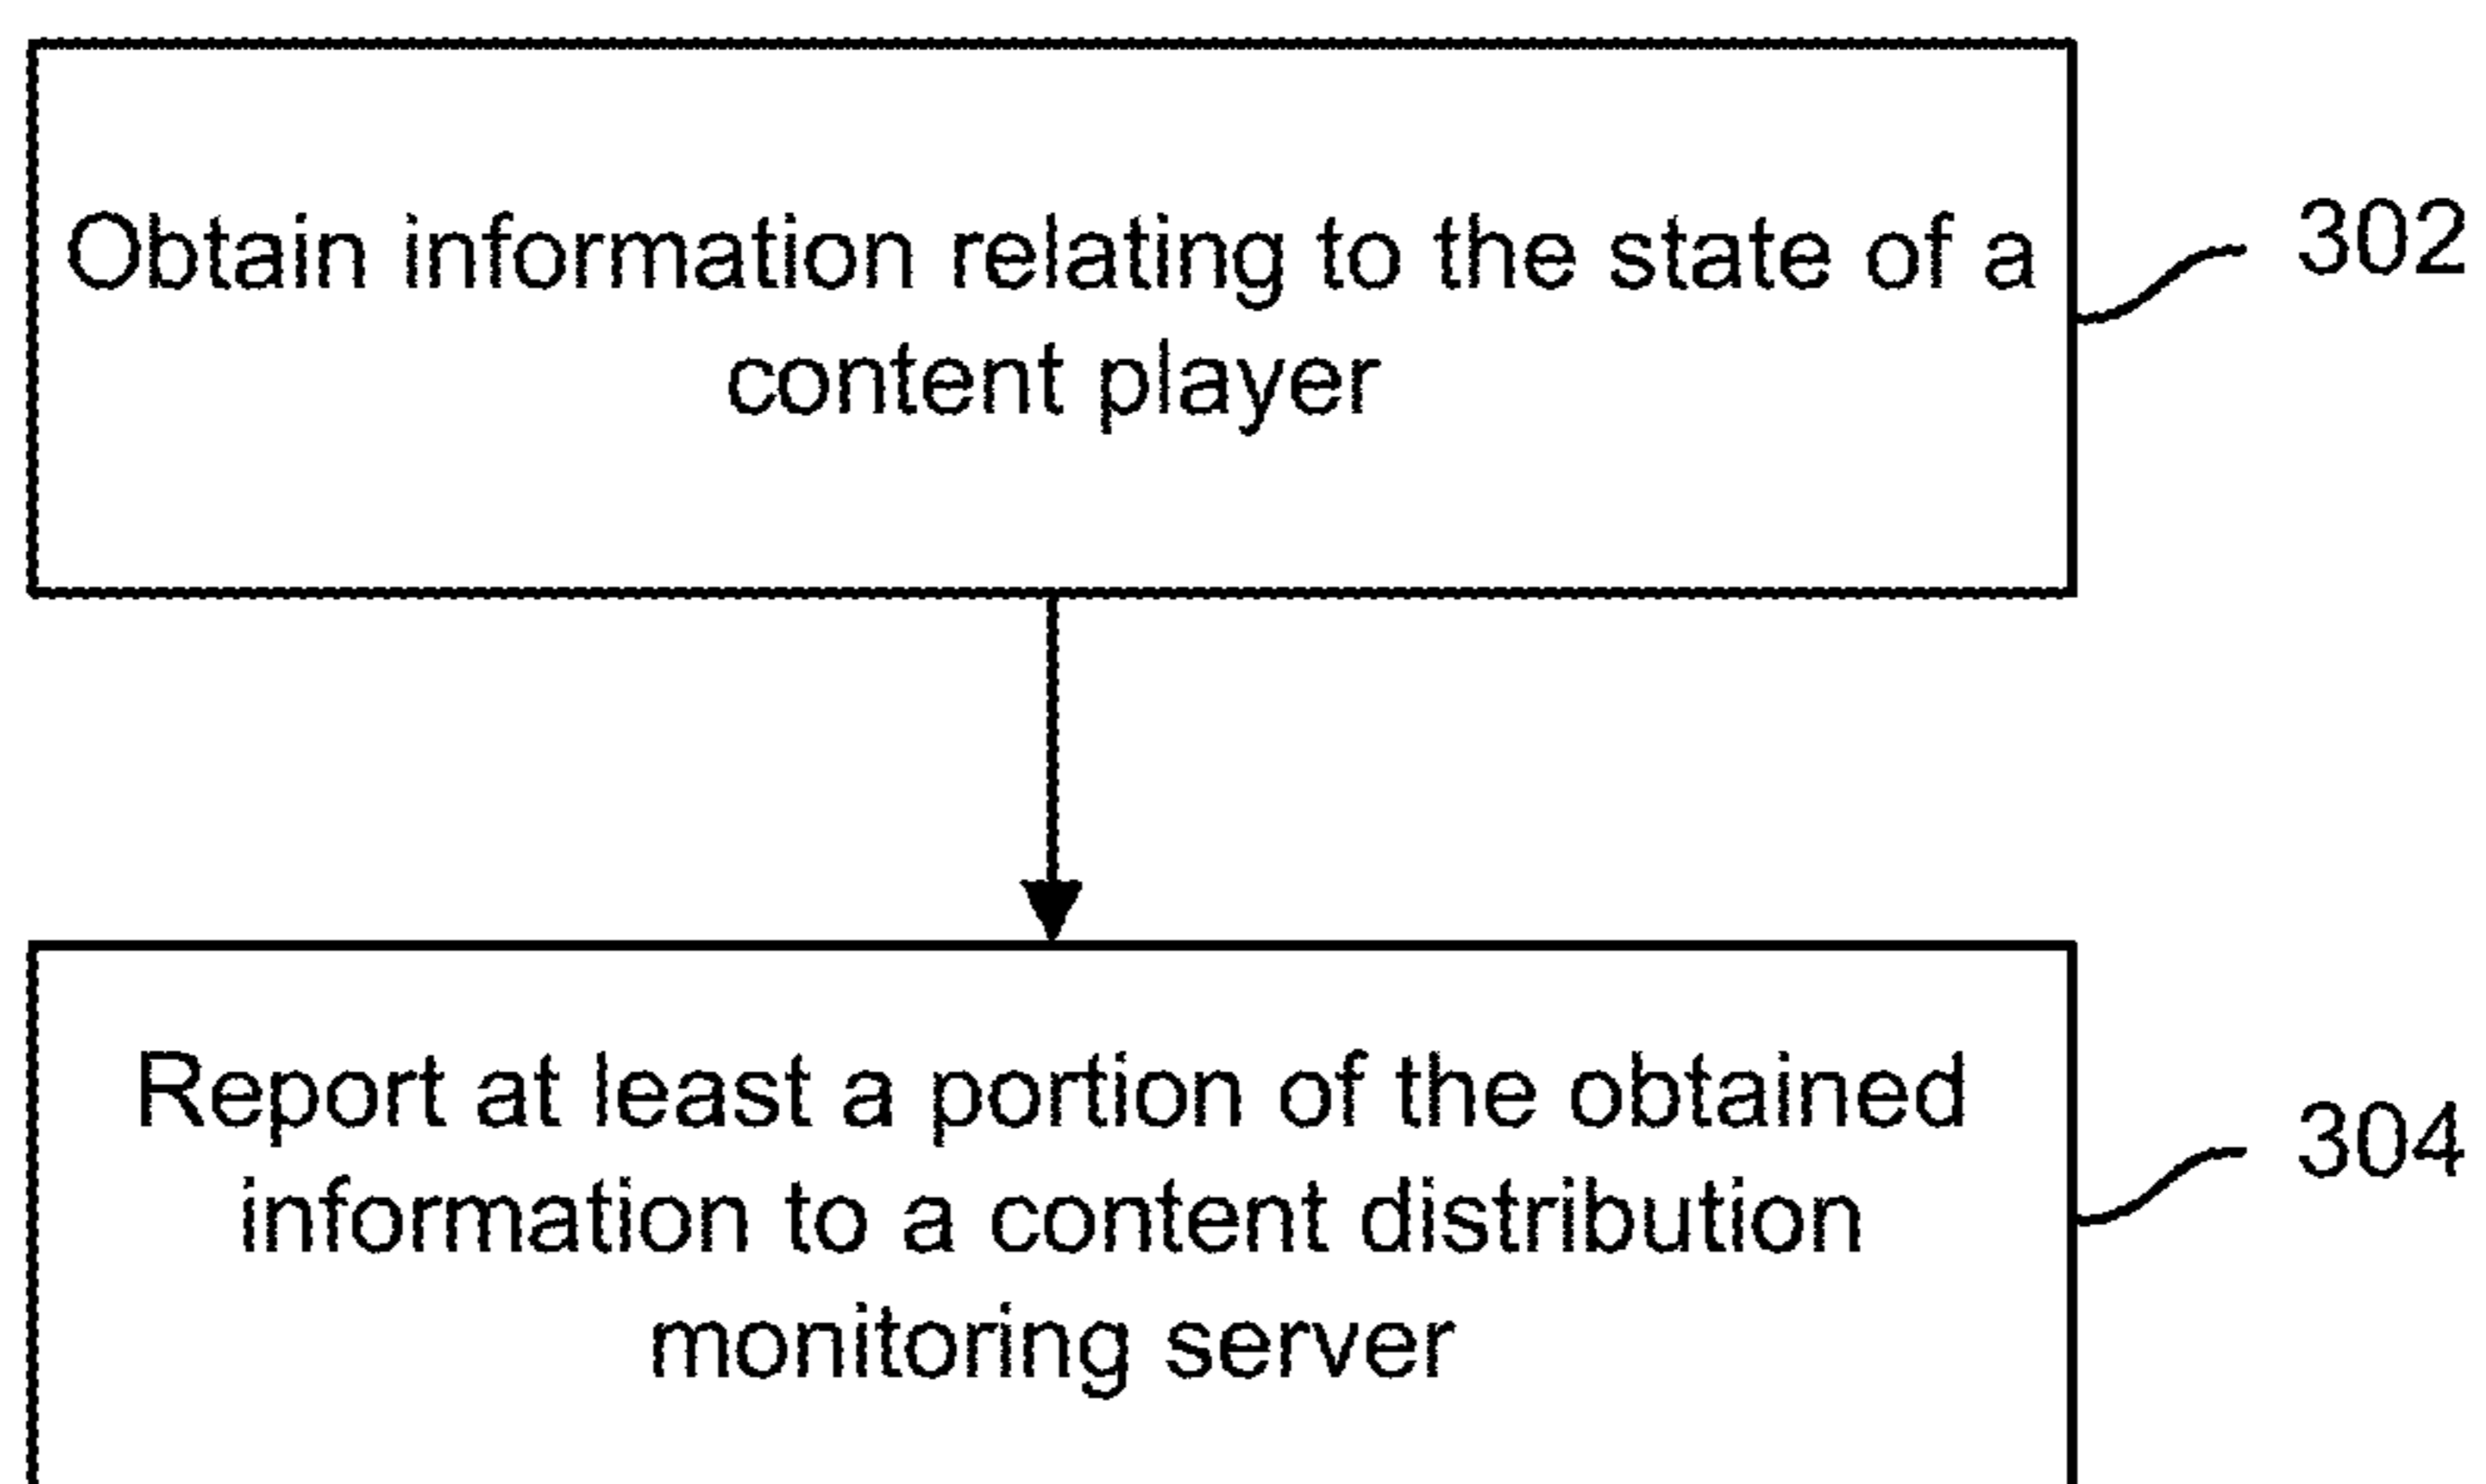 Obtain information relating to the state of a
content player
302
Report at least a portion of the obtained
information to a content distribution
monitoring server
304